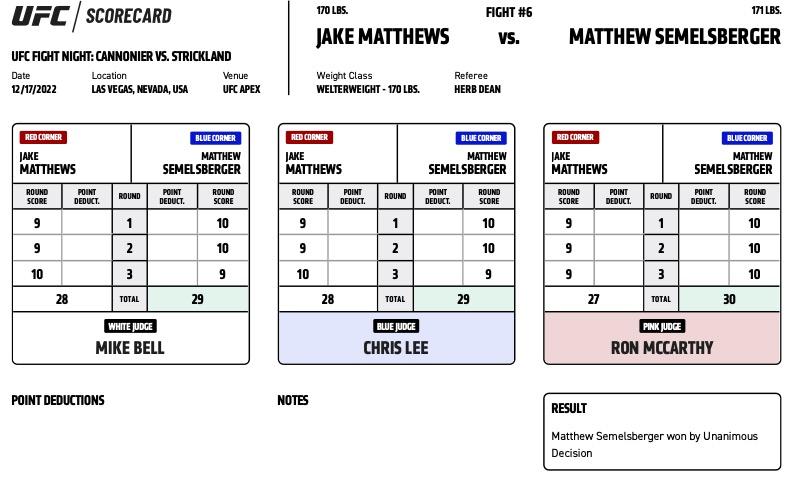 UFC / SCORECARD
UFC FIGHT NIGHT: CANNONIER VS. STRICKLAND
Date Location Venue
12/17/2022 LAS VEGAS, NEVADA, USA UFC APEX
170 LBS. FIGHT #6 171 LBS.
JAKE MATTHEWS VS. MATTHEW SEMELSBERGER
Weight Class Referee
WELTERWEIGHT - 170 LBS. HERB DEAN
RED CORNER BLUE CORNER
JAKE MATTHEW
MATTHEWS SEMELSBERGER
ROUND SCORE POINT DEDUCT. ROUND POINT DEDUCT. ROUND SCORE
9 1 10
9 2 10
10 3 9
28 TOTAL 29
WHITE JUDGE
MIKE BELL
RED CORNER BLUE CORNER
JAKE MATTHEW
MATTHEWS SEMELSBERGER
ROUND SCORE POINT DEDUCT. ROUND POINT DEDUCT. ROUND SCORE
9 1 10
9 2 10
10 3 9
28 TOTAL 29
BLUE JUDGE
CHRIS LEE
RED CORNER BLUE CORNER
JAKE MATTHEW
MATTHEWS SEMELSBERGER
ROUND SCORE POINT DEDUCT. ROUND POINT DEDUCT. ROUND SCORE
9 1 10
9 2 10
9 3 10
27 TOTAL 30
PINK JUDGE
RON MCCARTHY
POINT DEDUCTIONS
NOTES
RESULT
Matthew Semelsberger won by Unanimous
Decision